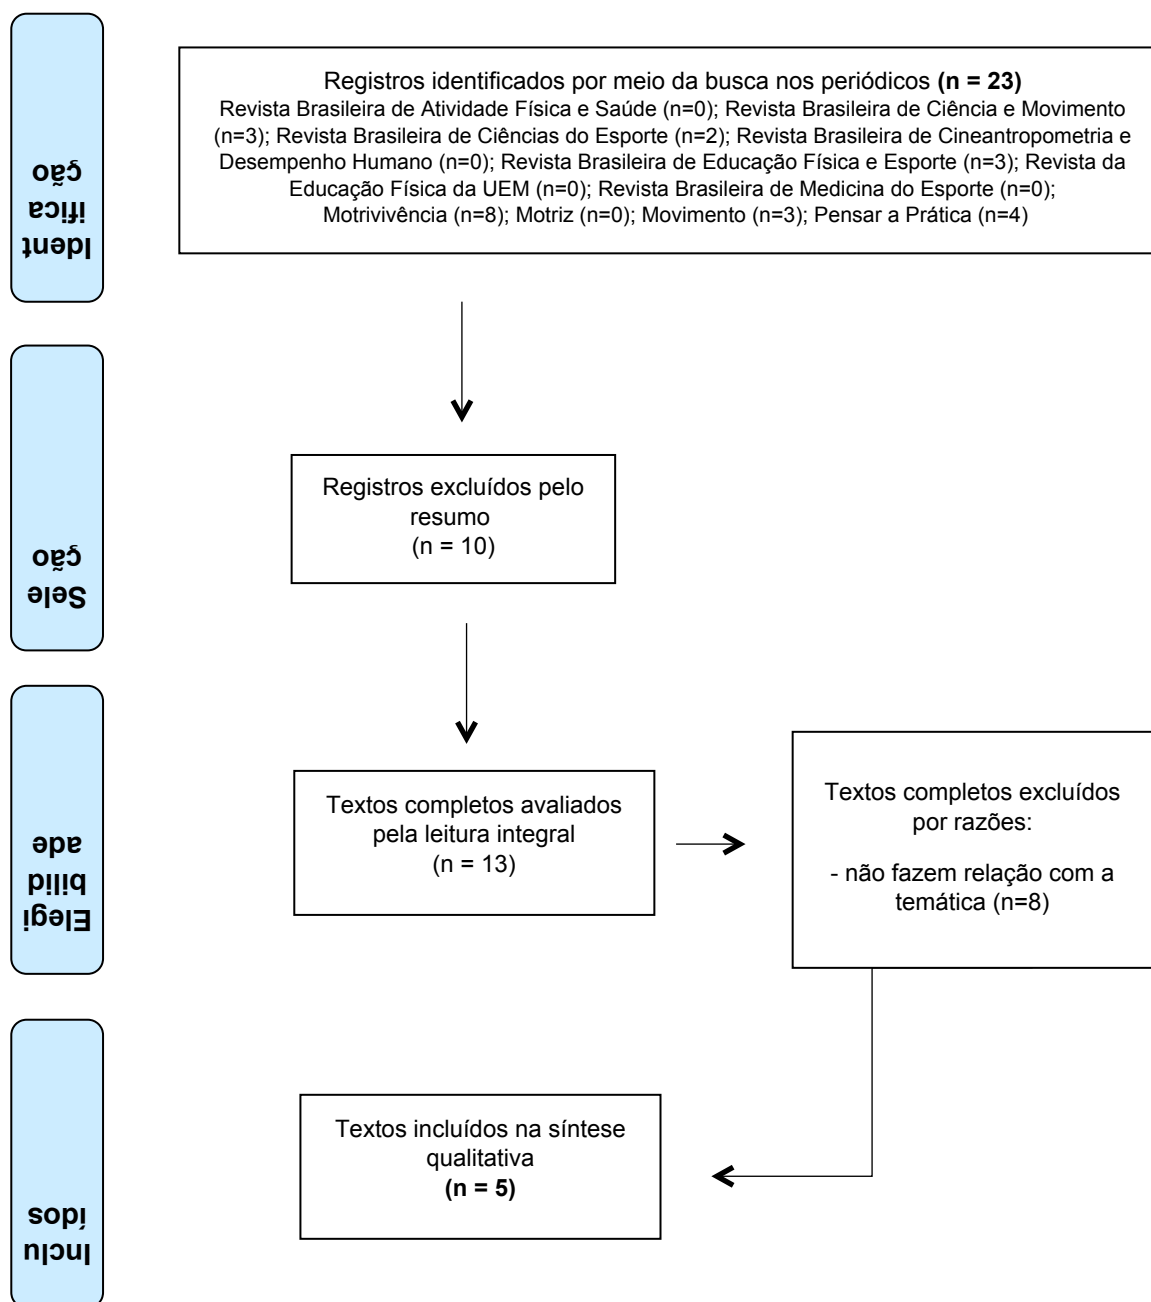 Ident
ifica
ção
Registros identificados por meio da busca nos periódicos (n = 23)
Revista Brasileira de Atividade Física e Saúde (n=0); Revista Brasileira de Ciência e Movimento
(n=3); Revista Brasileira de Ciências do Esporte (n=2); Revista Brasileira de Cineantropometria e
Desempenho Humano (n=0); Revista Brasileira de Educação Física e Esporte (n=3); Revista da
Educação Física da UEM (n=0); Revista Brasileira de Medicina do Esporte (n=0);
Motrivivência (n=8); Motriz (n=0); Movimento (n=3); Pensar a Prática (n=4)
Sele
ção
Registros excluídos pelo
resumo
(n = 10)
Elegi
bilid
ade
Textos completos avaliados
pela leitura integral
(n = 13)
Textos completos excluídos
por razões:
- não fazem relação com a
temática (n=8)
Inclu
ídos
Textos incluídos na síntese
qualitativa
(n = 5)